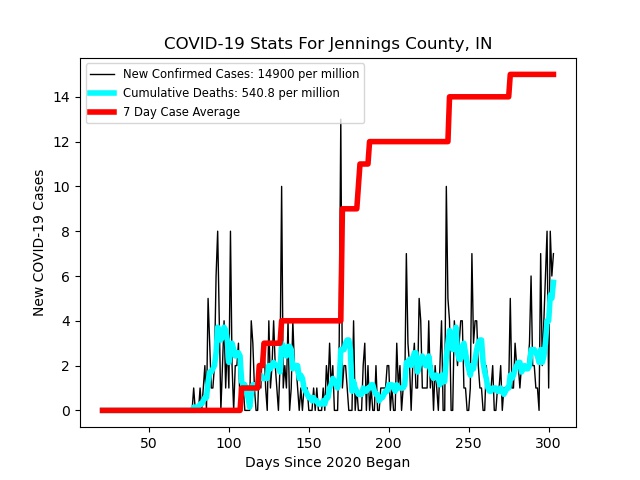 COVID-19 Stats For Jennings County, IN
New Confirmed Cases: 14900 per million
Cumulative Deaths: 540.8 per million
7 Day Case Average
New COVID-19 Cases
14
12
10
8
6
4
2
0
50 100 150 200 250 300
Days Since 2020 Began